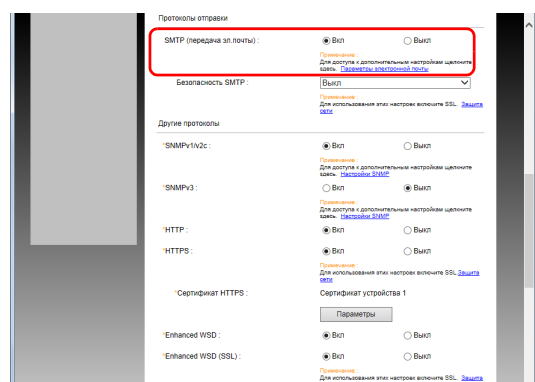 Протоколы отправки
SMTP (передача эл.почты) :
Вкл Выкл
Примечание :
Для доступа к дополнительным настройкам щелкните
здесь. Параметры электронной почты
Безопасность SMTP :
Выкл
Примечание :
Для использования этих настроек включите SSL. Защита
сети
Другие протоколы
*SNMPv1/v2c :
Вкл Выкл
Примечание :
Для доступа к дополнительным настройкам щелкните
здесь. Настройки SNMP
*SNMPv3 :
Вкл Выкл
Примечание :
Для доступа к дополнительным настройкам щелкните
здесь. Настройки SNMP
*HTTP :
Вкл Выкл
*HTTPS :
Вкл Выкл
Примечание :
Для использования этих настроек включите SSL. Защита
сети
*Сертификат HTTPS :
Сертификат устройства 1
Параметры
*Enhanced WSD :
Вкл Выкл
*Enhanced WSD (SSL) :
Вкл Выкл
Примечание :
Для использования этих настроек включите SSL. Защита